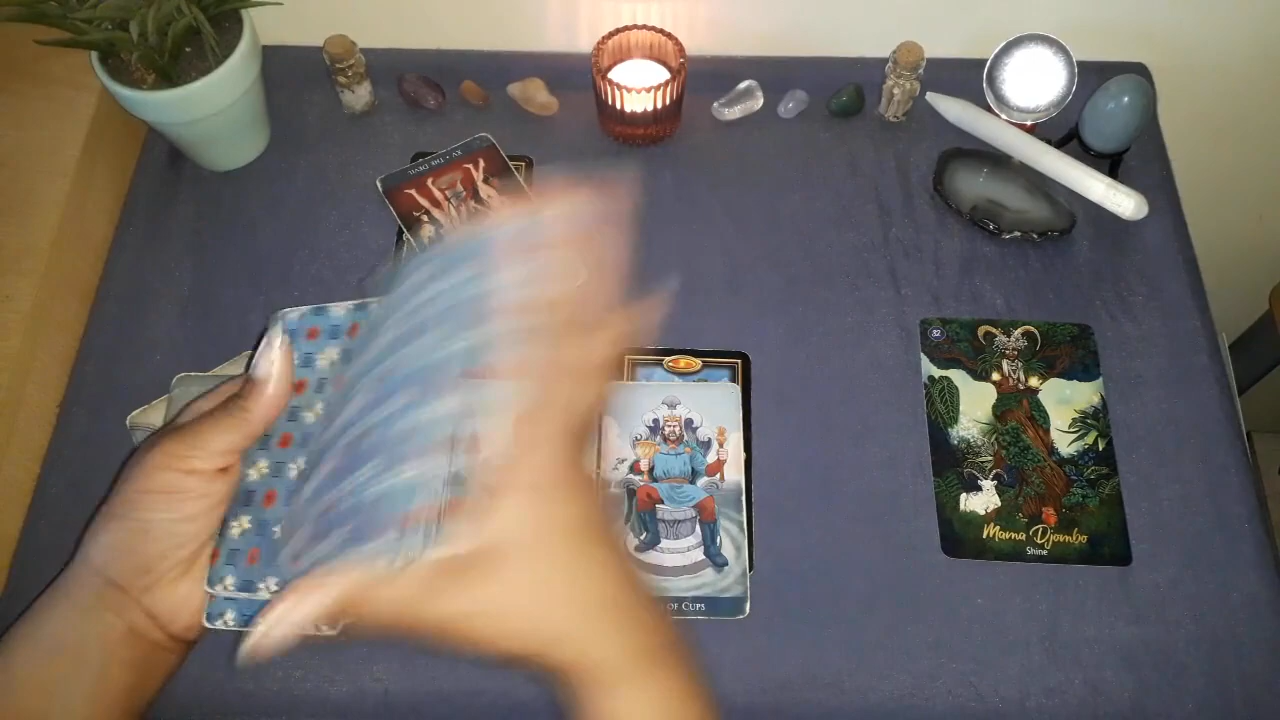 XV • THE DEVIL
OF CUPS
32
Mama Djombo
Shine